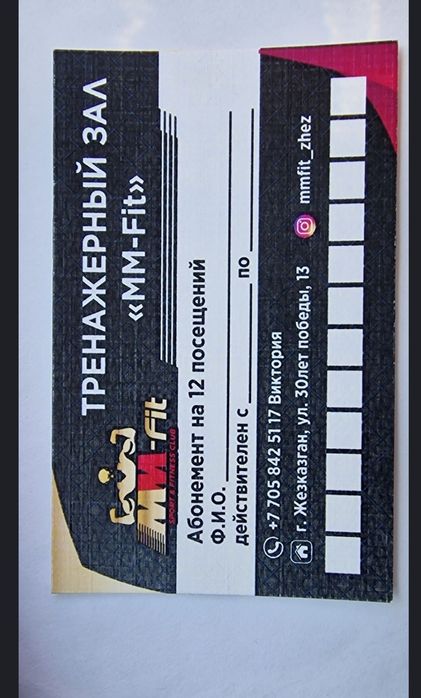 ТРЕНАЖЕРНЫЙ ЗАЛ
«MM-Fit»
MM-Fit
SPORT & FITNESS CLUB
Абонемент на 12 посещений
Ф.И.О.
действителен с по
+7 705 842 51 17 Виктория
г. Жезказган, ул. 30лет победы, 13
mmfit_zhez